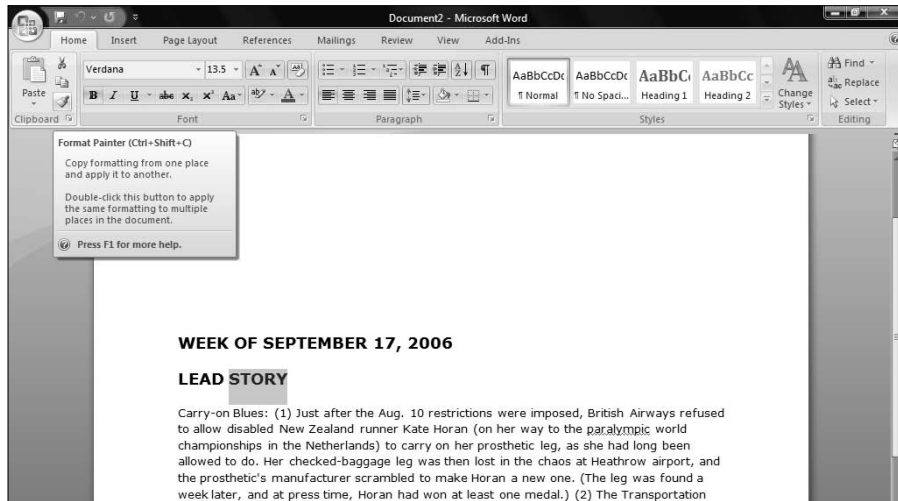 Document2 - Microsoft Word
Home Insert Page Layout References Mailings Review View Add-Ins
Verdana 13.5 A A Aa
AaBbCcDc AaBbCcDc AaBbC AaBbCc
Find
Replace
Select
Paste
B I U abe x, x² Aa aby A
¶ Normal ¶ No Spaci... Heading 1 Heading 2
Change
Styles
Clipboard Font Paragraph Styles Editing
Format Painter (Ctrl+Shift+C)
Copy formatting from one place
and apply it to another.
Double-click this button to apply
the same formatting to multiple
places in the document.
Press F1 for more help.
WEEK OF SEPTEMBER 17, 2006
LEAD STORY
Carry-on Blues: (1) Just after the Aug. 10 restrictions were imposed, British Airways refused
to allow disabled New Zealand runner Kate Horan (on her way to the paralympic world
championships in the Netherlands) to carry on her prosthetic leg, as she had long been
allowed to do. Her checked-baggage leg was then lost in the chaos at Heathrow airport, and
the prosthetic's manufacturer scrambled to make Horan a new one. (The leg was found a
week later, and at press time, Horan had won at least one medal.) (2) The Transportation